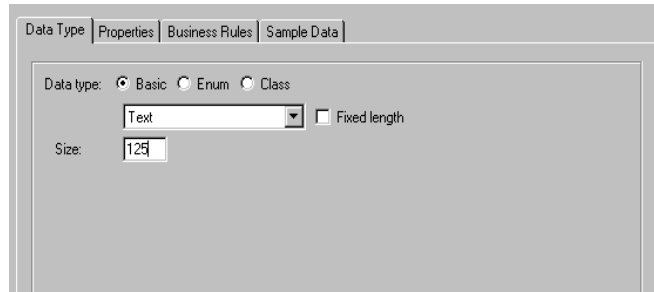 Data Type Properties Business Rules Sample Data
Data type: Basic Enum Class
Text Fixed length
Size: 125